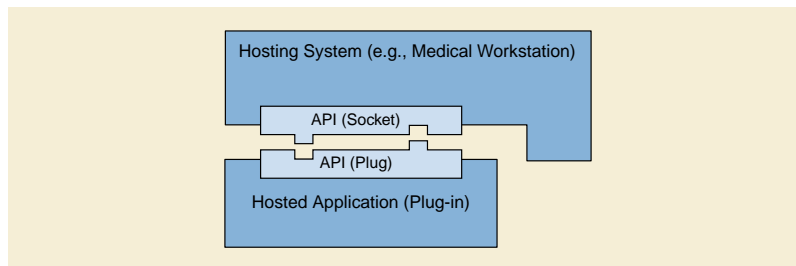 Hosting System (e.g., Medical Workstation)
API (Socket)
API (Plug)
Hosted Application (Plug-in)